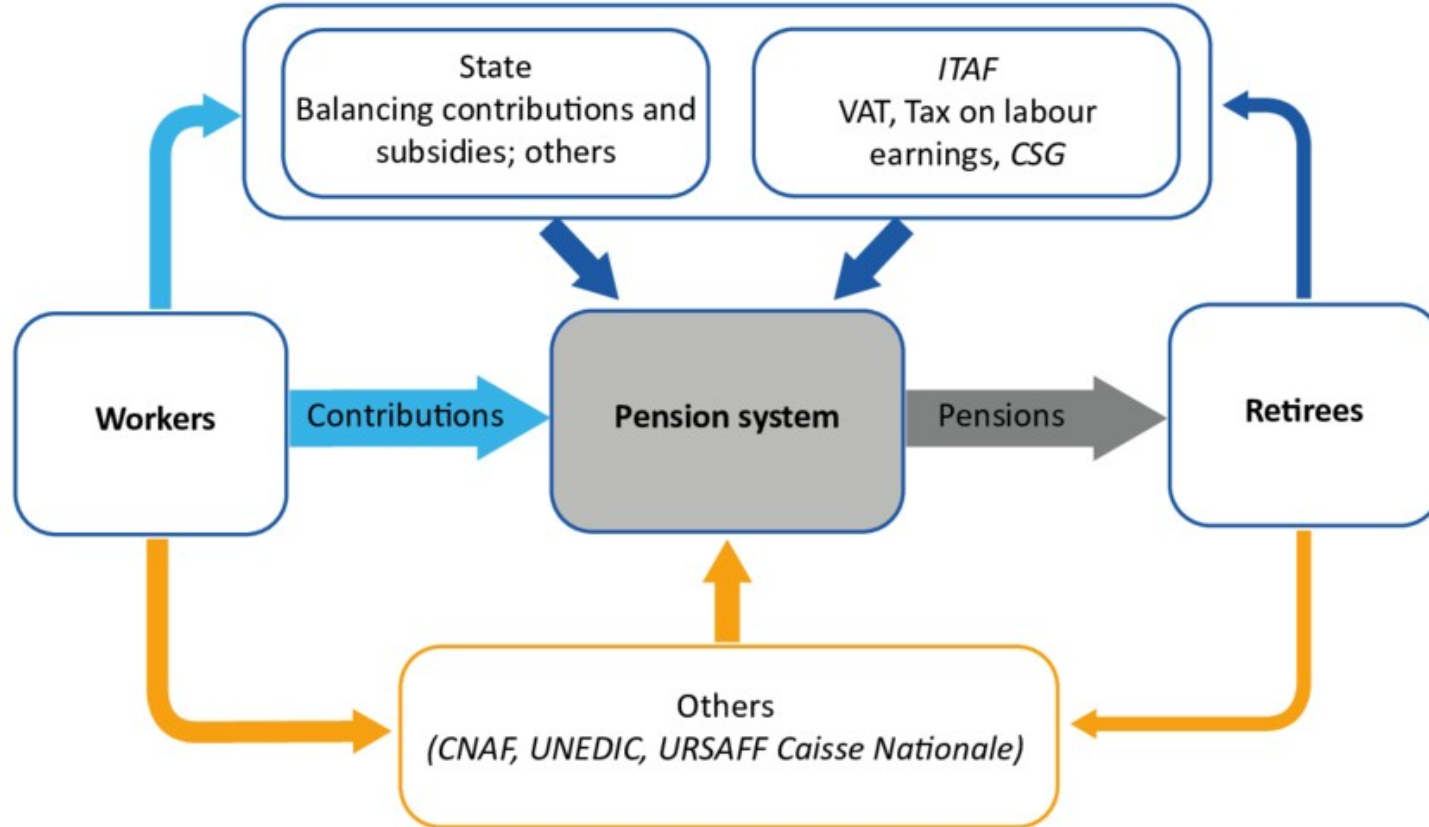 State
Balancing contributions and
subsidies; others
ITAF
VAT, Tax on labour
earnings, CSG
Workers
Contributions
Pension system
Pensions
Retirees
Others
(CNAF, UNEDIC, URSAFF Caisse Nationale)